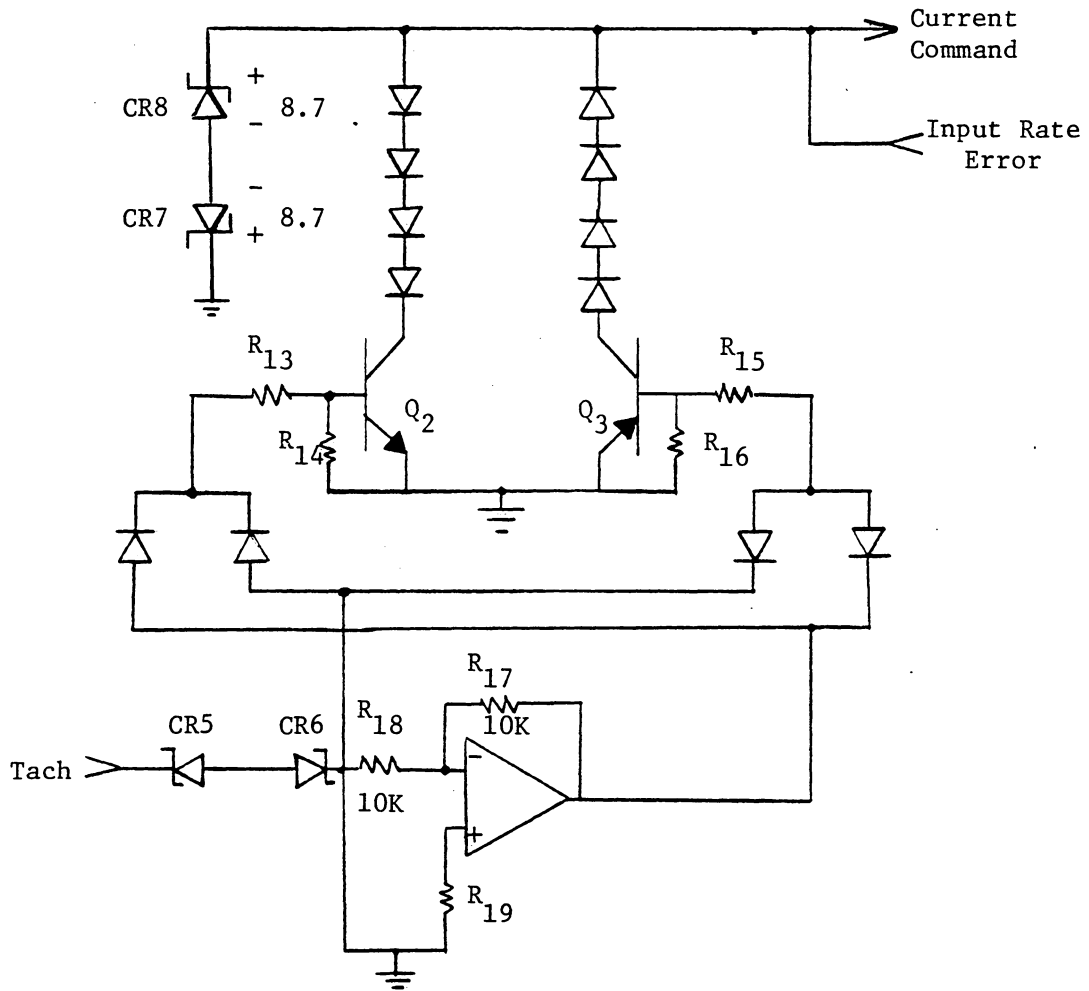 Current
Command
+
CR8
8.7
-
Input Rate
Error
-
CR7
8.7
+
R13
R15
Q2
Q3
R14
R16
R17
10K
CR5
CR6
R18
Tach
-
10K
+
R19